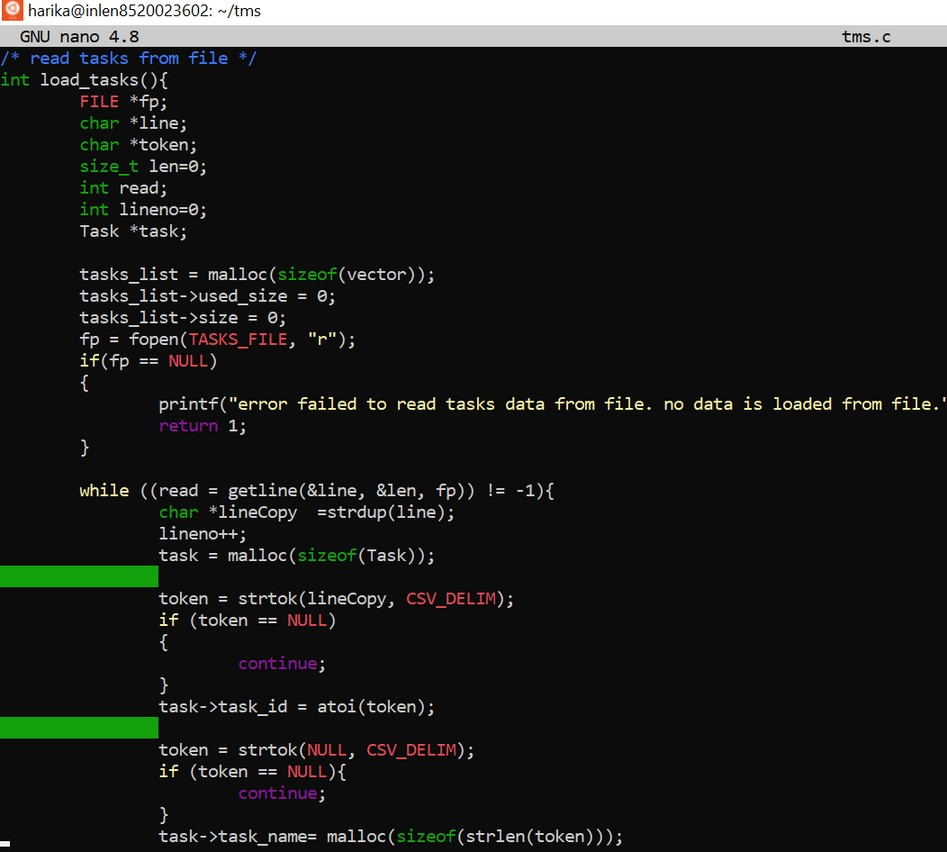 harika@inlen8520023602: ~/tms
GNU nano 4.8 tms.c
/* read tasks from file */
int load_tasks(){
FILE *fp;
char *line;
char *token;
size_t len=0;
int read;
int lineno=0;
Task *task;
tasks_list = malloc(sizeof(vector));
tasks_list->used_size = 0;
tasks_list->size = 0;
fp = fopen(TASKS_FILE, "r");
if(fp == NULL)
{
printf("error failed to read tasks data from file. no data is loaded from file."
return 1;
}
while ((read = getline(&line, &len, fp)) != -1){
char *lineCopy  =strdup(line);
lineno++;
task = malloc(sizeof(Task));
token = strtok(lineCopy, CSV_DELIM);
if (token == NULL)
{
continue;
}
task->task_id = atoi(token);
token = strtok(NULL, CSV_DELIM);
if (token == NULL){
continue;
}
task->task_name= malloc(sizeof(strlen(token)));